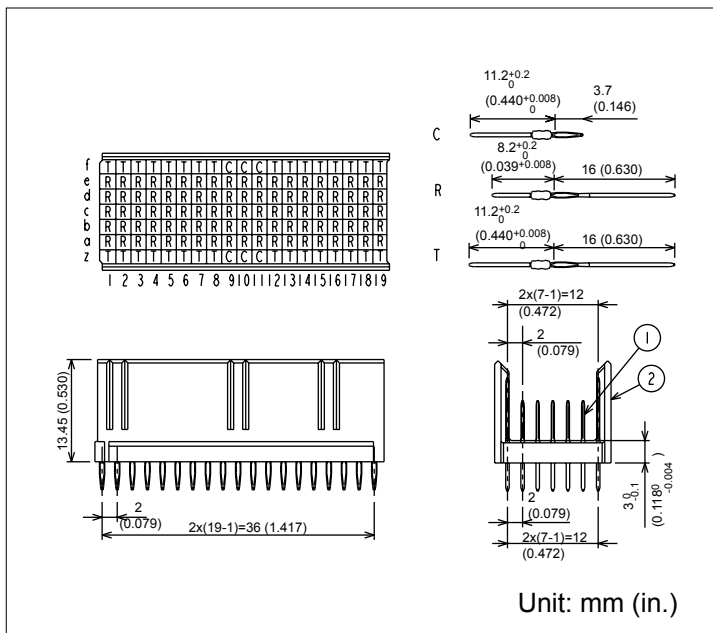 f T T T T T T T T C C C T T T T T T T T
e R R R R R R R R R R R R R R R R R R R
d R R R R R R R R R R R R R R R R R R R
c R R R R R R R R R R R R R R R R R R R
b R R R R R R R R R R R R R R R R R R R
a R R R R R R R R R R R R R R R R R R R
z T T T T T T T T C C C T T T T T T T T
1 2 3 4 5 6 7 8 9 10 11 12 13 14 15 16 17 18 19
C
11.2 +0.2 0
(0.440 +0.008 0)
3.7
(0.146)
R
8.2 +0.2 0
(0.039 +0.008 0)
16 (0.630)
T
11.2 +0.2 0
(0.440 +0.008 0)
16 (0.630)
13.45 (0.530)
2
(0.079)
2x(19-1)=36 (1.417)
2x(7-1)=12
(0.472)
2
(0.079)
1
2
3 0 -0.1
(0.118 0 -0.004)
2
(0.079)
2x(7-1)=12
(0.472)
Unit: mm (in.)